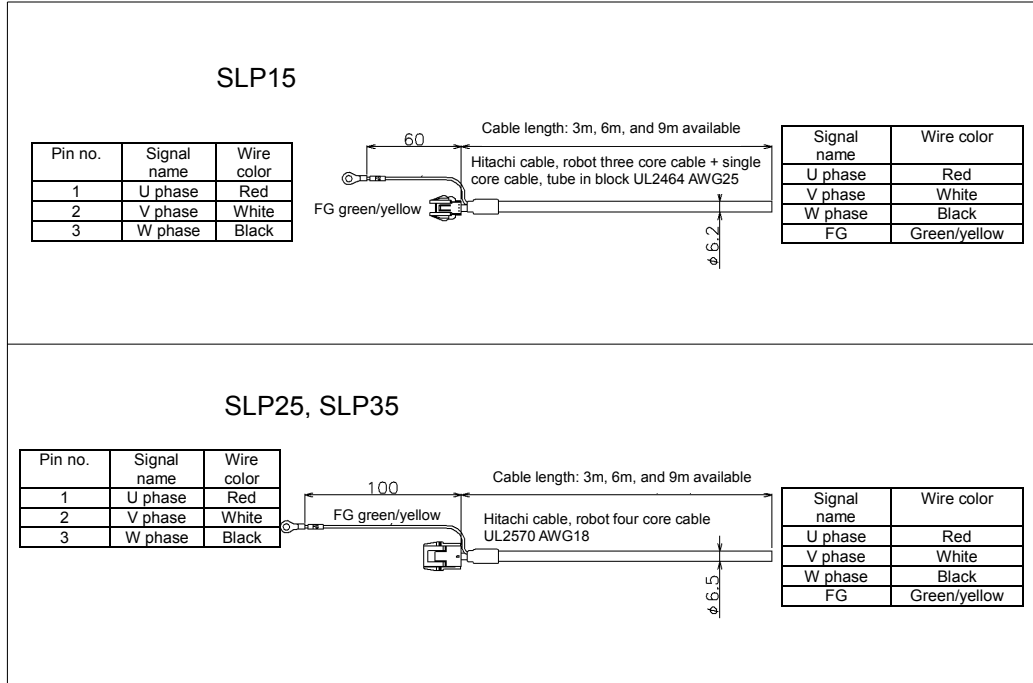 SLP15
Pin no. Signal name Wire color
1 U phase Red
2 V phase White
3 W phase Black
60
Cable length: 3m, 6m, and 9m available
Hitachi cable, robot three core cable + single
core cable, tube in block UL2464 AWG25
FG green/yellow
φ6.2
Signal name Wire color
U phase Red
V phase White
W phase Black
FG Green/yellow
SLP25, SLP35
Pin no. Signal name Wire color
1 U phase Red
2 V phase White
3 W phase Black
100
Cable length: 3m, 6m, and 9m available
FG green/yellow
Hitachi cable, robot four core cable
UL2570 AWG18
φ6.5
Signal name Wire color
U phase Red
V phase White
W phase Black
FG Green/yellow